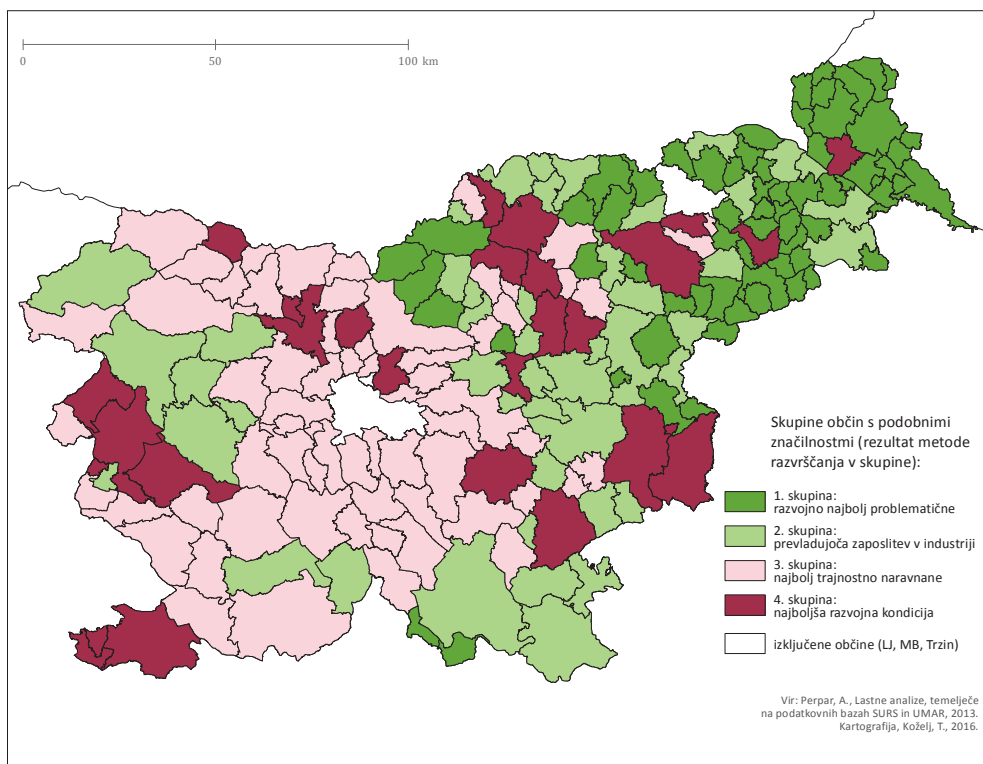 0 50 100 km
Skupine občin s podobnimi
značilnostmi (rezultat metode
razvrščanja v skupine):
1. skupina:
razvojno najbolj problematične
2. skupina:
prevladujoča zaposlitev v industriji
3. skupina:
najbolj trajnostno naravnane
4. skupina:
najboljša razvojna kondicija
izključene občine (LJ, MB, Trzin)
Vir: Perpar, A., Lastne analize, temelječe
na podatkovnih bazah SURS in UMAR, 2013.
Kartografija, Koželj, T., 2016.